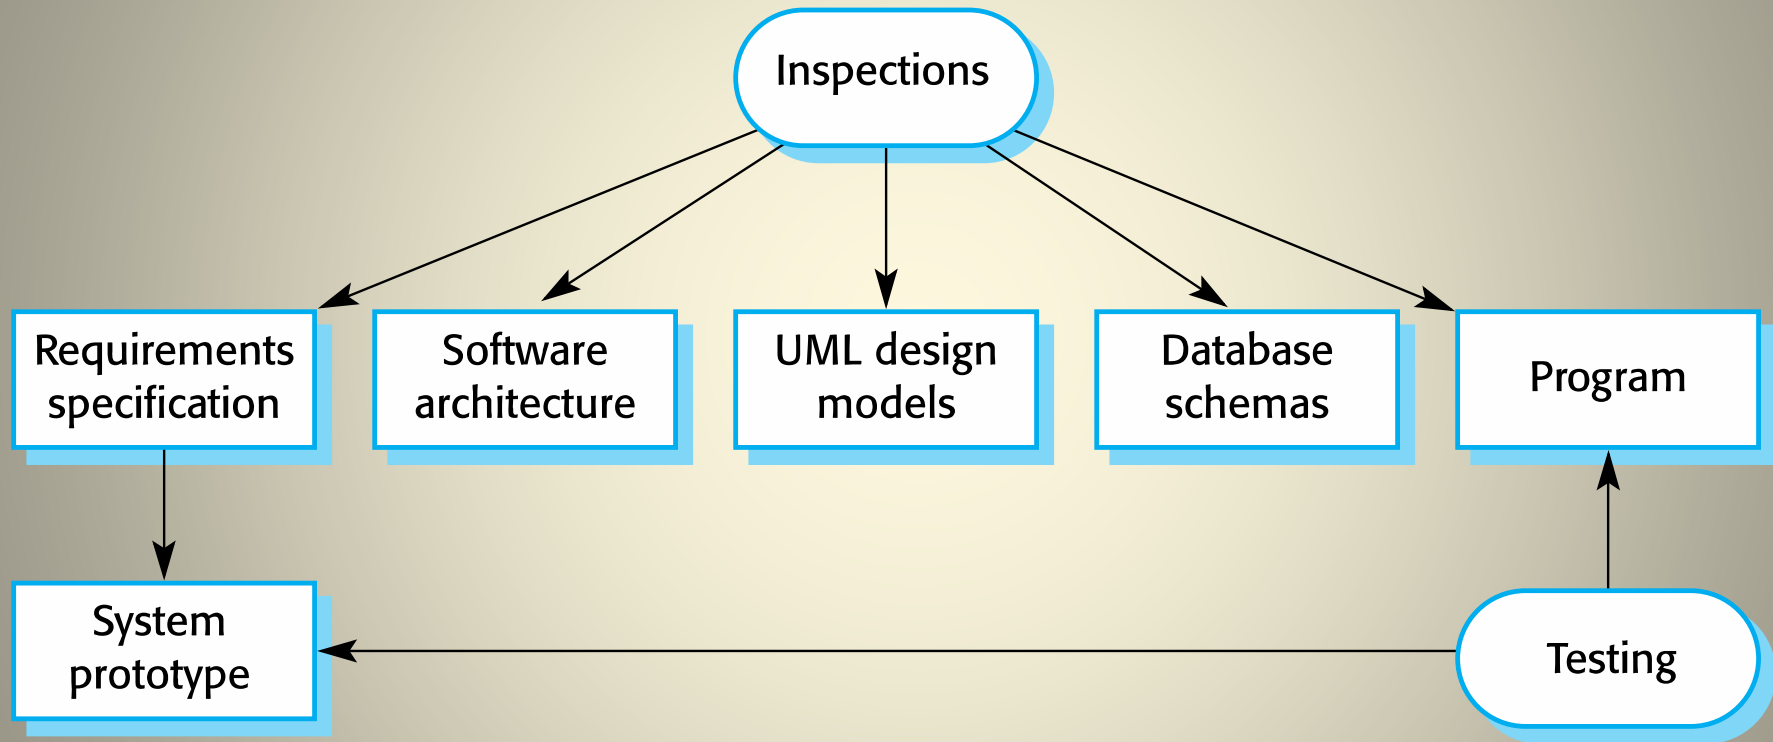 Inspections
Requirements
specification
Software
architecture
UML design
models
Database
schemas
Program
System
prototype
Testing